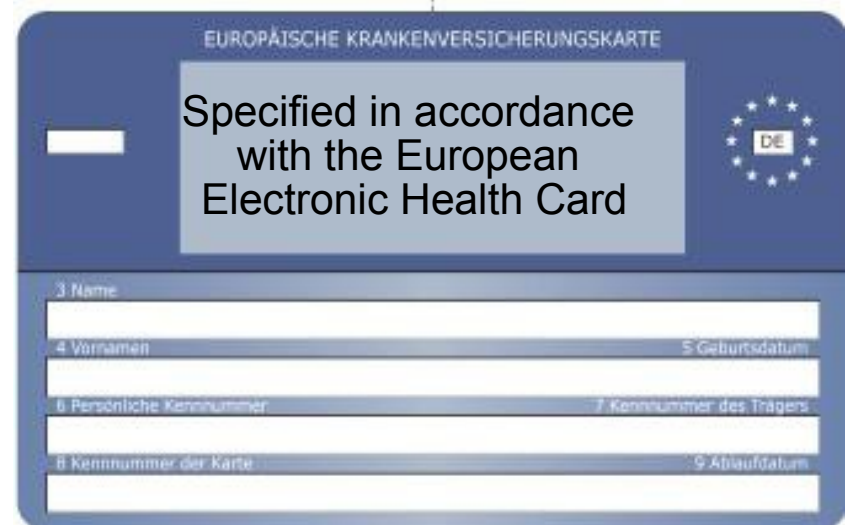 EUROPÄISCHE KRANKENVERSICHERUNGSKARTE
Specified in accordance
with the European
Electronic Health Card
DE
3 Name
4 Vornamen 5 Geburtsdatum
6 Persönliche Kennnummer 7 Kennnummer des Trägers
8 Kennnummer der Karte 9 Ablaufdatum